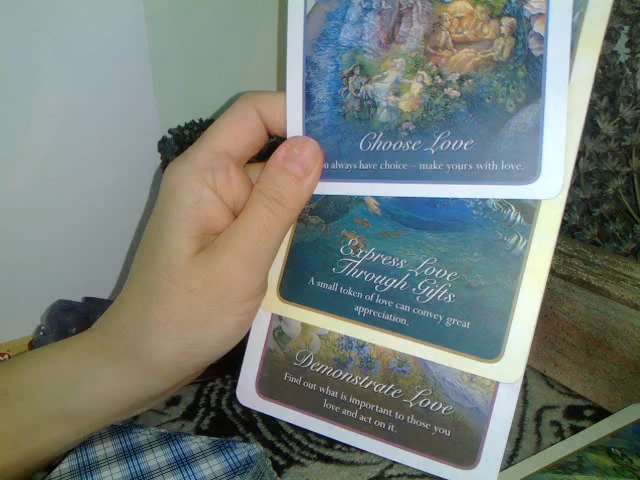 Choose Love
ou always have choice – make yours with love.
Express Love
Through Gifts
A small token of love can convey great
appreciation.
Demonstrate Love
Find out what is important to those you
love and act on it.